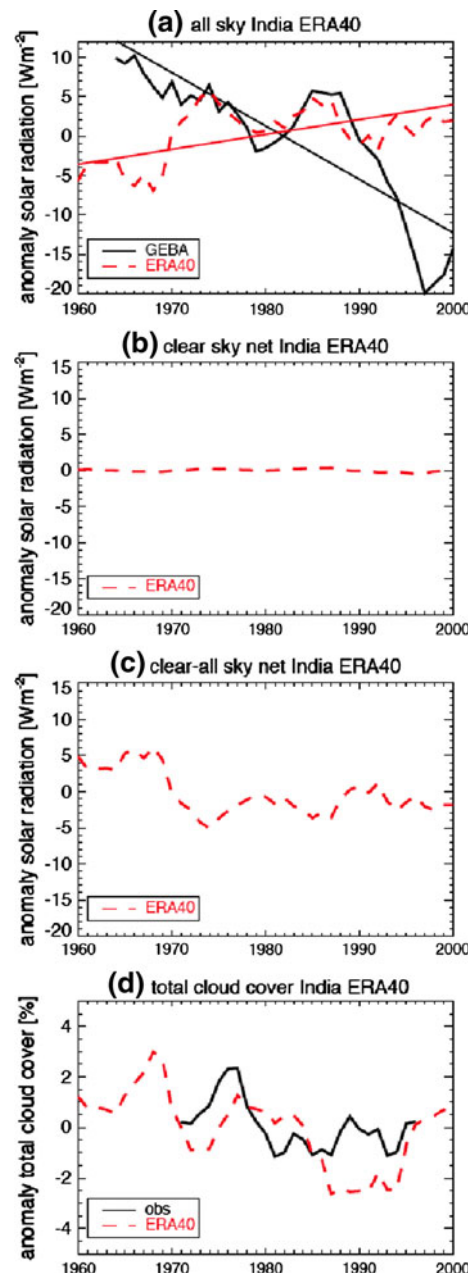 (a) all sky India ERA40
anomaly solar radiation [Wm-2]
10
5
0
-5
-10
-15
-20
GEBA
ERA40
1960 1970 1980 1990 2000
(b) clear sky net India ERA40
anomaly solar radiation [Wm-2]
15
10
5
0
-5
-10
-15
-20
ERA40
1960 1970 1980 1990 2000
(c) clear-all sky net India ERA40
anomaly solar radiation [Wm-2]
15
10
5
0
-5
-10
-15
-20
ERA40
1960 1970 1980 1990 2000
(d) total cloud cover India ERA40
anomaly total cloud cover [%]
4
2
0
-2
-4
obs
ERA40
1960 1970 1980 1990 2000